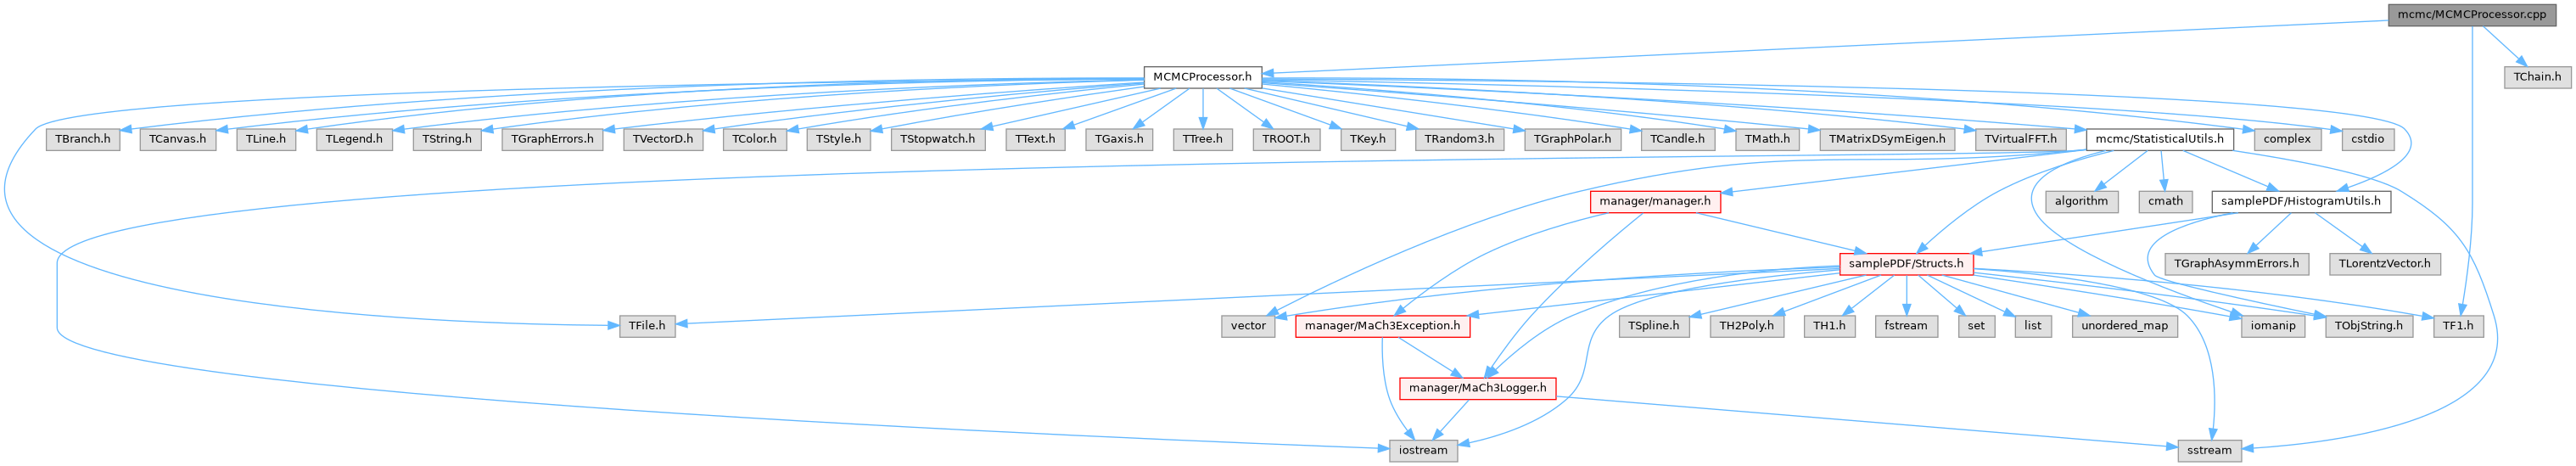 mcmc/MCMCProcessor.cpp
MCMCProcessor.h
TChain.h
TBranch.h
TCanvas.h
TLine.h
TLegend.h
TString.h
TGraphErrors.h
TVectorD.h
TColor.h
TStyle.h
TStopwatch.h
TText.h
TGaxis.h
TTree.h
TROOT.h
TKey.h
TRandom3.h
TGraphPolar.h
TCandle.h
TMath.h
TMatrixDSymEigen.h
TVirtualFFT.h
mcmc/StatisticalUtils.h
complex
cstdio
manager/manager.h
algorithm
cmath
samplePDF/HistogramUtils.h
samplePDF/Structs.h
TGraphAsymmErrors.h
TLorentzVector.h
TFile.h
vector
manager/MaCh3Exception.h
TSpline.h
TH2Poly.h
TH1.h
fstream
set
list
unordered_map
iomanip
TObjString.h
TF1.h
manager/MaCh3Logger.h
iostream
sstream